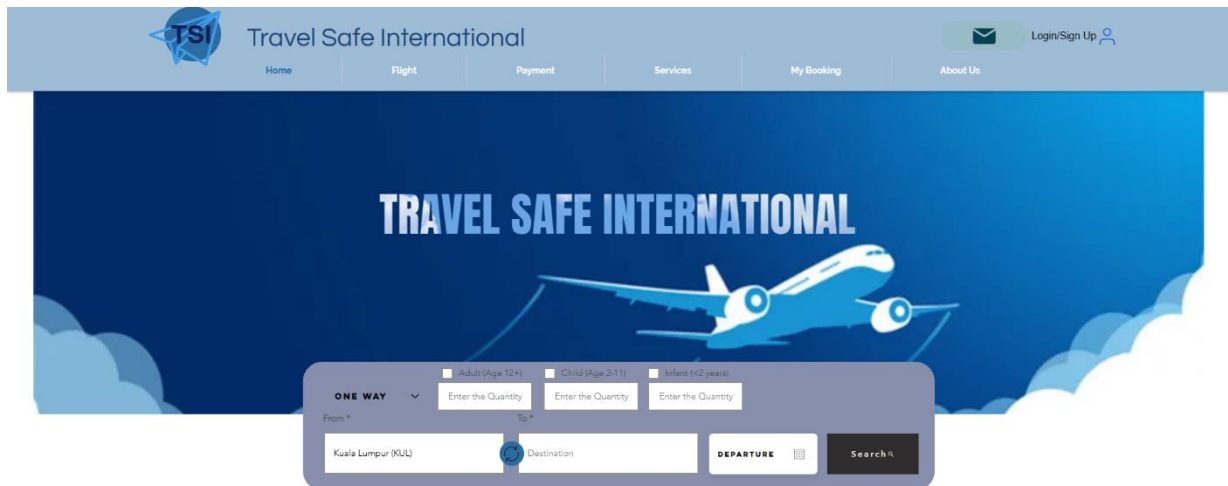 TSI
Travel Safe International
Login/Sign Up
Home Flight Payment Services My Booking About Us
TRAVEL SAFE INTERNATIONAL
Adult (Age 12+) Child (Age 2-11) Infant (<2 years)
ONE WAY Enter the Quantity Enter the Quantity Enter the Quantity
From * To *
Kuala Lumpur (KUL) Destination DEPARTURE Search